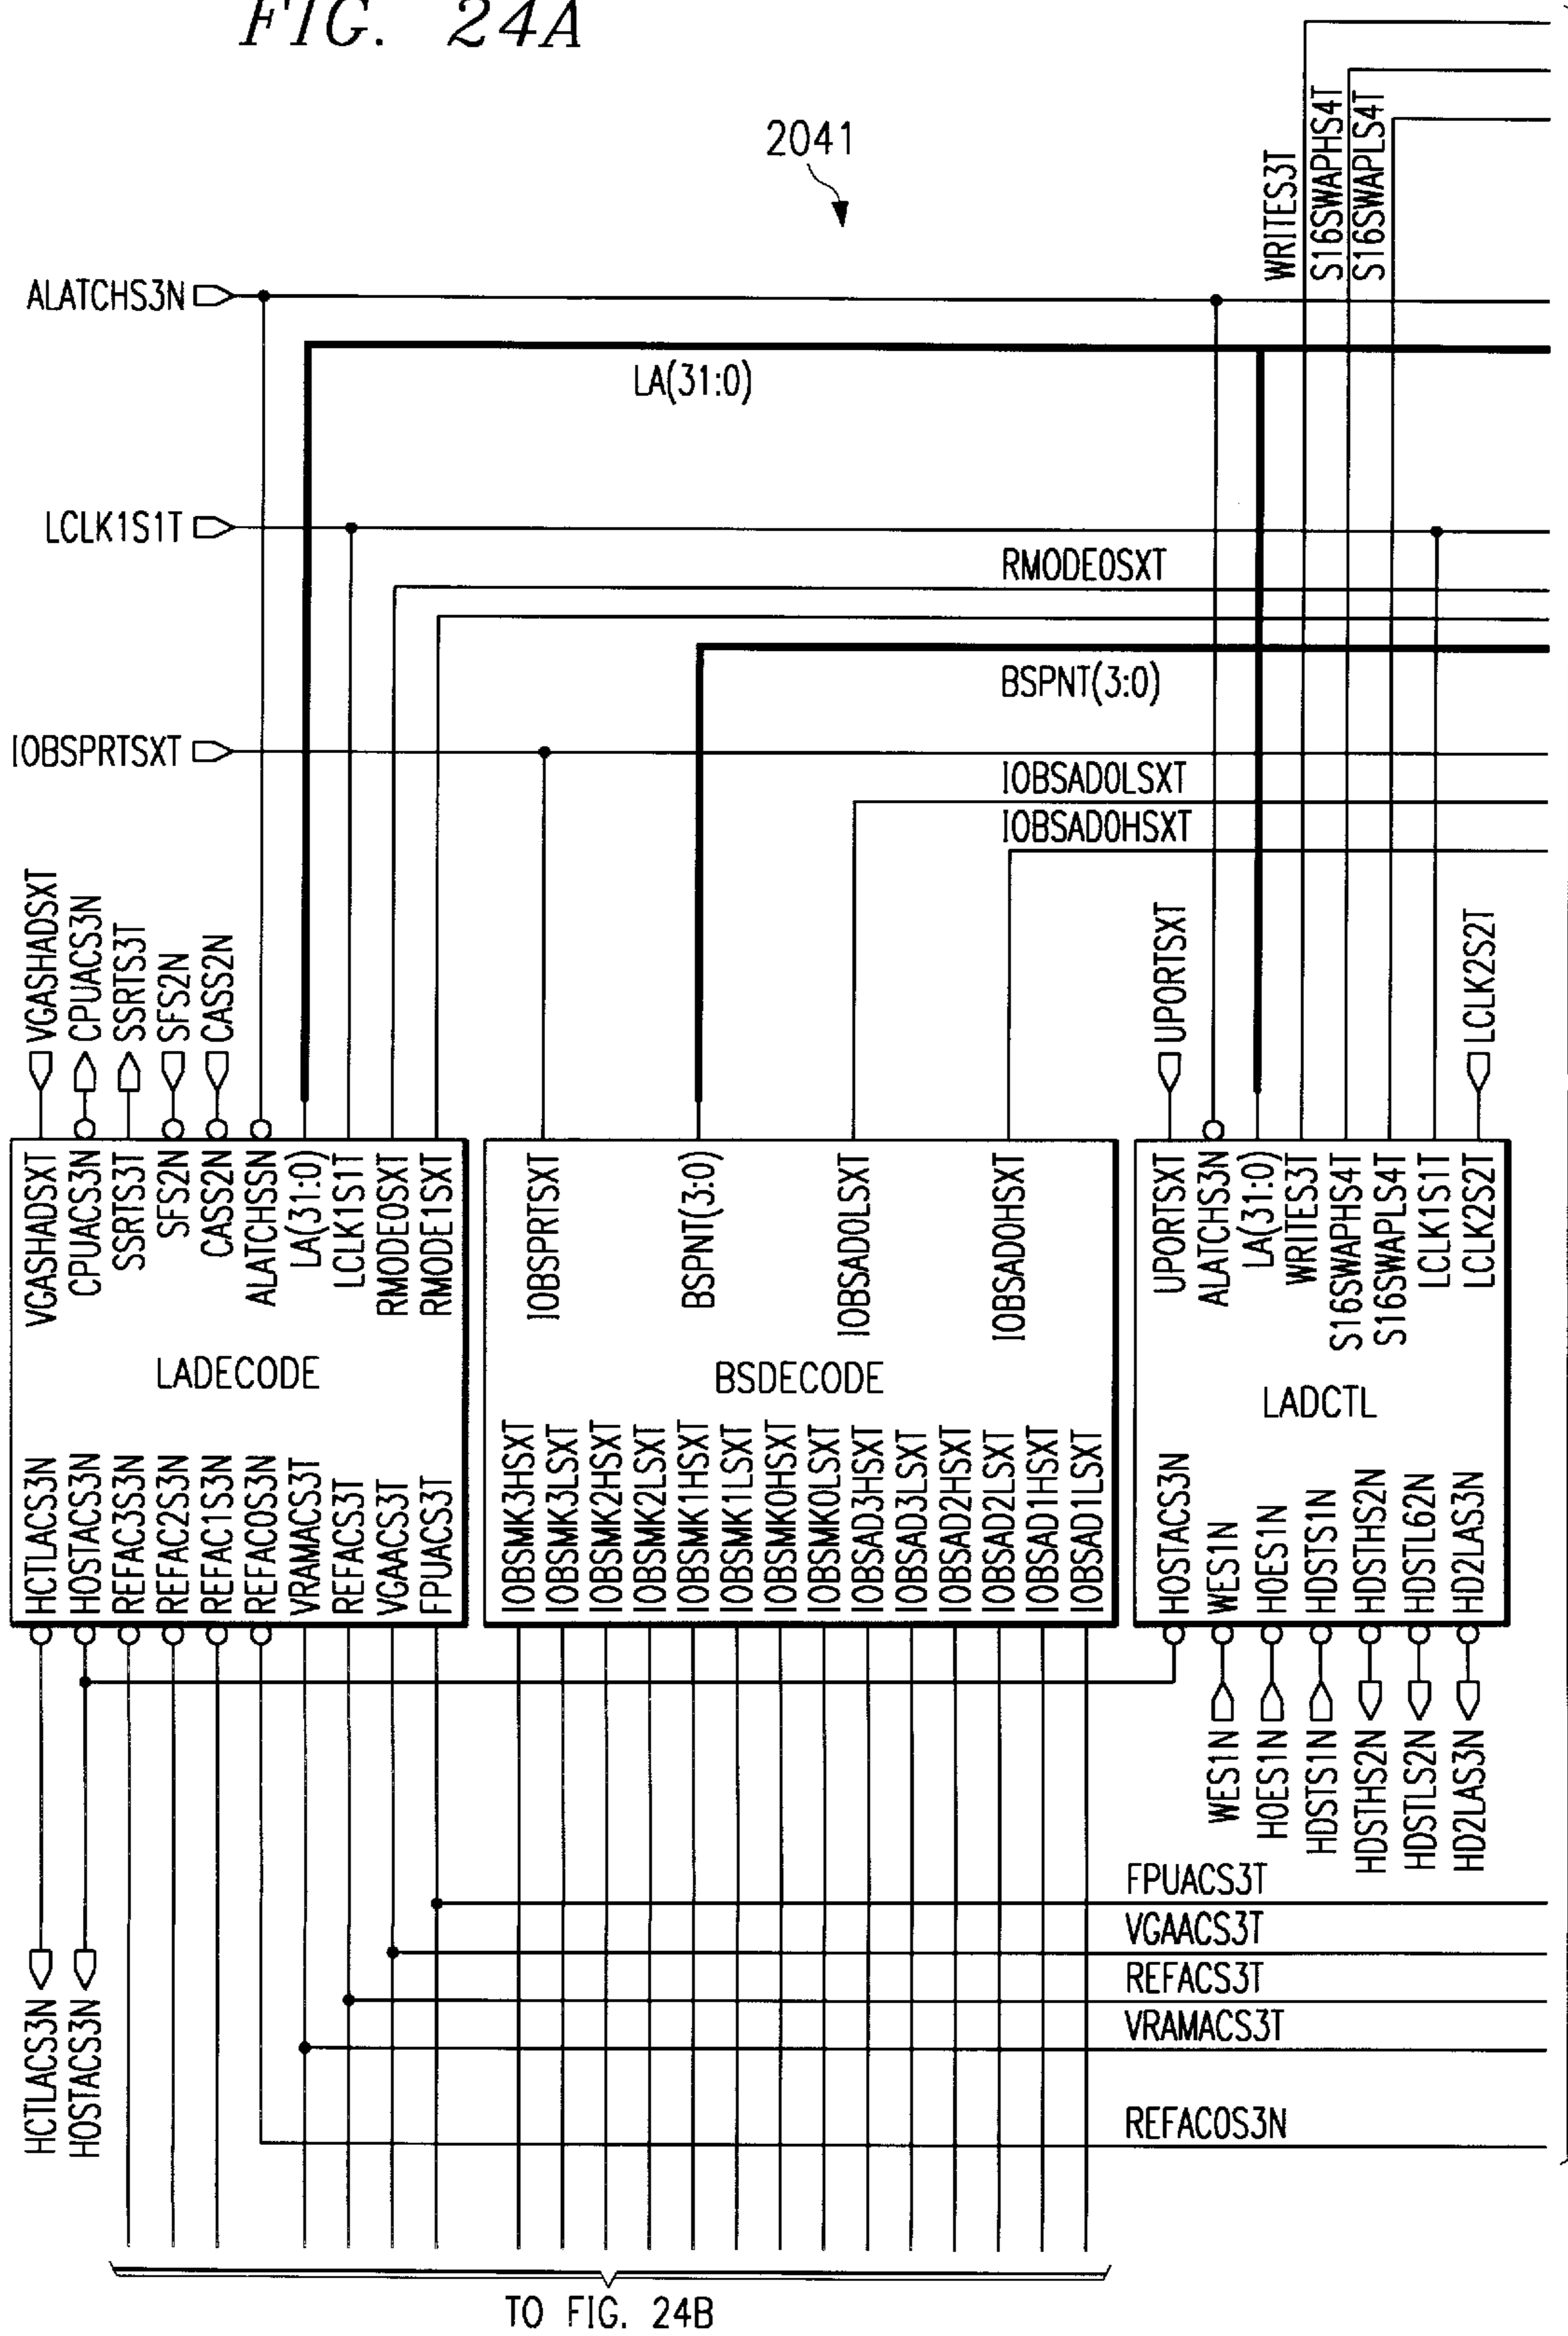 FIG. 24A
2041
WRITES3T
S16SWAPHS4T
S16SWAPLS4T
ALATCHS3N
LA(31:0)
LCLK1S1T
RMODE0SXT
BSPNT(3:0)
IOBSPRTSXT
IOBSAD0LSXT
IOBSAD0HSXT
VGASHADSXT
CPUACS3N
SSRTS3T
SFS2N
CASS2N
UPORTSXT
LCLK2S2T
VGASHADSXT
CPUACS3N
SSRTS3T
SFS2N
CASS2N
ALATCHSSN
LA(31:0)
LCLK1S1T
RMODE0SXT
RMODE1SXT
LADECODE
HCTLACS3N
HOSTACS3N
REFAC3S3N
REFAC2S3N
REFAC1S3N
REFAC0S3N
VRAMACS3T
REFACS3T
VGAACS3T
FPUACS3T
IOBSPRTSXT
BSPNT(3:0)
IOBSAD0LSXT
IOBSAD0HSXT
BSDECODE
IOBSMK3HSXT
IOBSMK3LSXT
IOBSMK2HSXT
IOBSMK2LSXT
IOBSMK1HSXT
IOBSMK1LSXT
IOBSMK0HSXT
IOBSMK0LSXT
IOBSAD3HSXT
IOBSAD3LSXT
IOBSAD2HSXT
IOBSAD2LSXT
IOBSAD1HSXT
IOBSAD1LSXT
UPORTSXT
ALATCHS3N
LA(31:0)
WRITES3T
S16SWAPHS4T
S16SWAPLS4T
LCLK1S1T
LCLK2S2T
LADCTL
HOSTACS3N
WES1N
HOES1N
HDSTS1N
HDSTHS2N
HDSTL62N
HD2LAS3N
WES1N
HOES1N
HDSTS1N
HDSTHS2N
HDSTLS2N
HD2LAS3N
FPUACS3T
VGAACS3T
REFACS3T
VRAMACS3T
REFAC0S3N
HCTLACS3N
HOSTACS3N
TO FIG. 24B